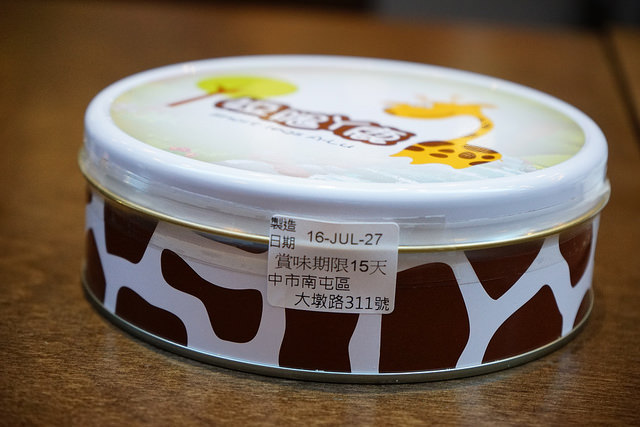 製造
日期 16-JUL-27
賞味期限15天
中市南屯區
大墩路311號